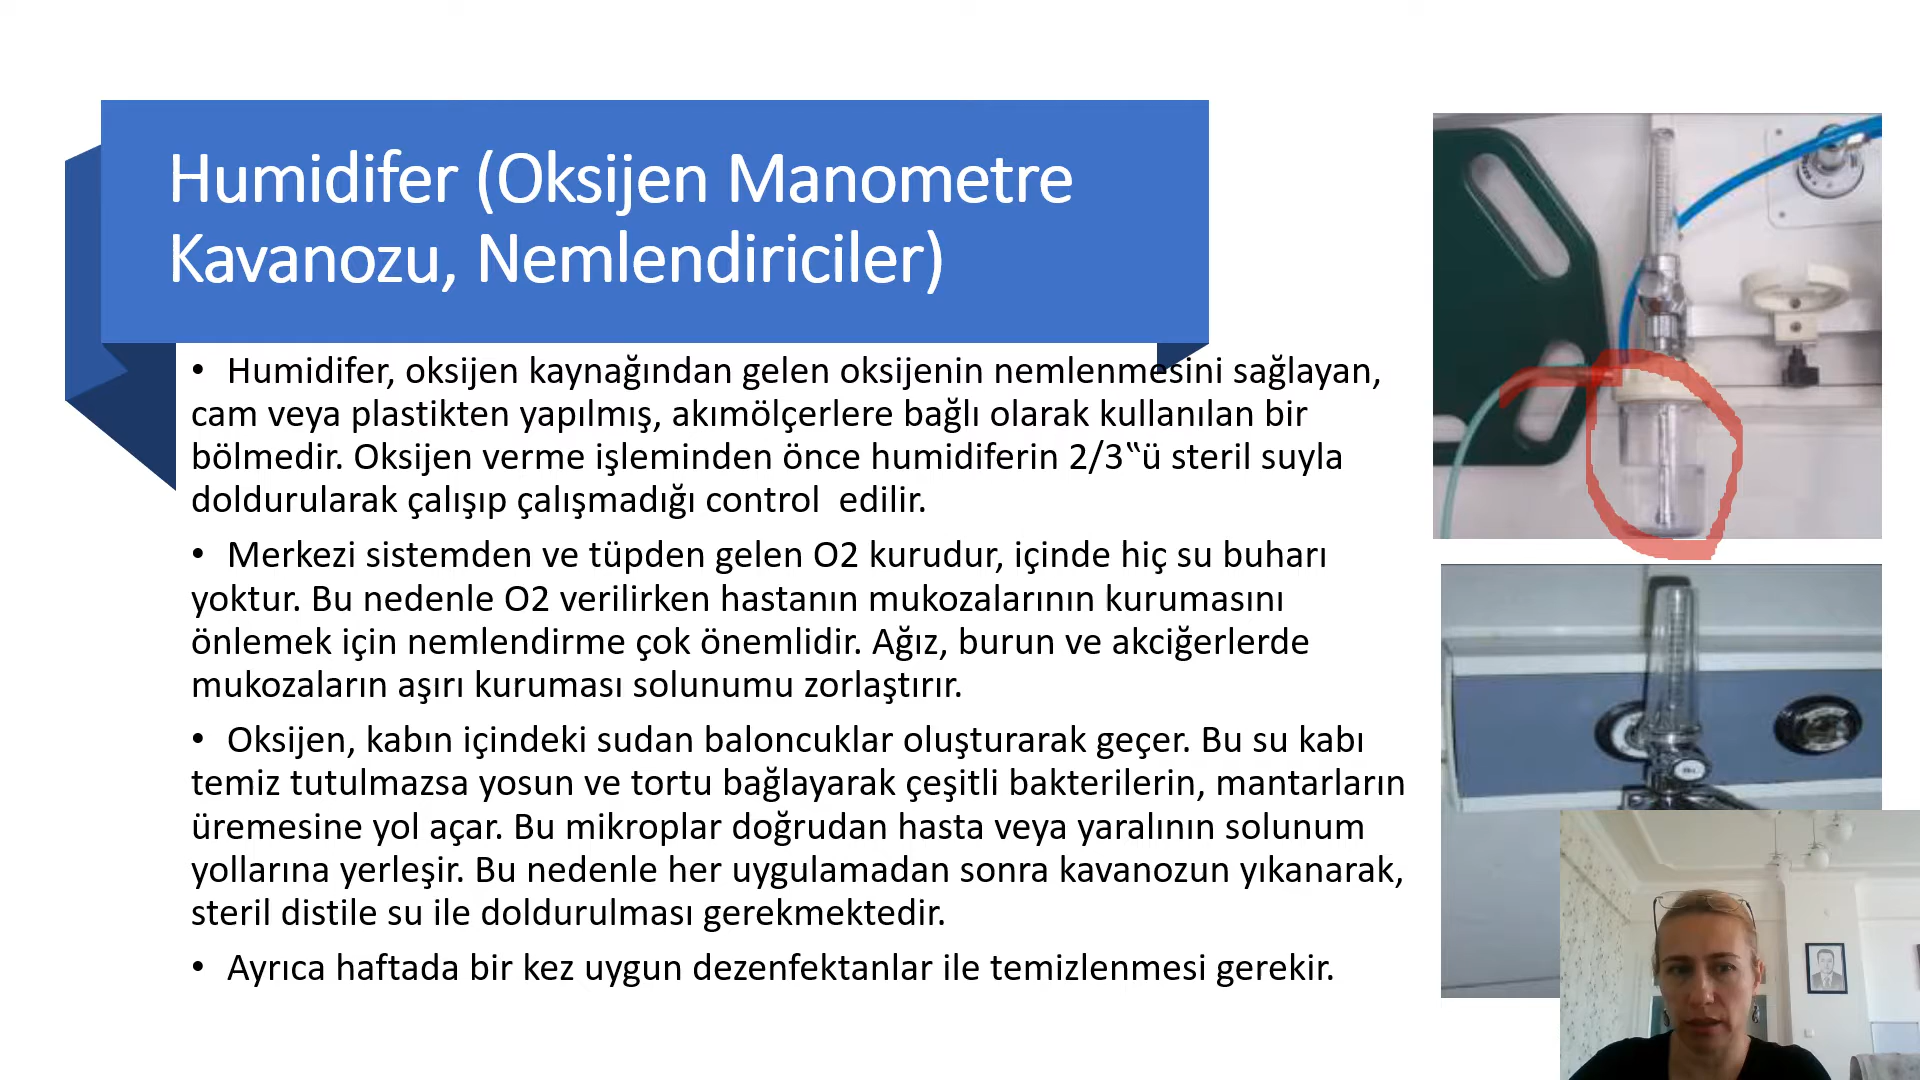 Humidifer (Oksijen Manometre
Kavanozu, Nemlendiriciler)
• Humidifer, oksijen kaynağından gelen oksijenin nemlenmesini sağlayan,
cam veya plastikten yapılmış, akımölçerlere bağlı olarak kullanılan bir
bölmedir. Oksijen verme işleminden önce humidiferin 2/3‟ü steril suyla
doldurularak çalışıp çalışmadığı control  edilir.
• Merkezi sistemden ve tüpden gelen O2 kurudur, içinde hiç su buharı
yoktur. Bu nedenle O2 verilirken hastanın mukozalarının kurumasını
önlemek için nemlendirme çok önemlidir. Ağız, burun ve akciğerlerde
mukozaların aşırı kuruması solunumu zorlaştırır.
• Oksijen, kabın içindeki sudan baloncuklar oluşturarak geçer. Bu su kabı
temiz tutulmazsa yosun ve tortu bağlayarak çeşitli bakterilerin, mantarların
üremesine yol açar. Bu mikroplar doğrudan hasta veya yaralının solunum
yollarına yerleşir. Bu nedenle her uygulamadan sonra kavanozun yıkanarak,
steril distile su ile doldurulması gerekmektedir.
• Ayrıca haftada bir kez uygun dezenfektanlar ile temizlenmesi gerekir.